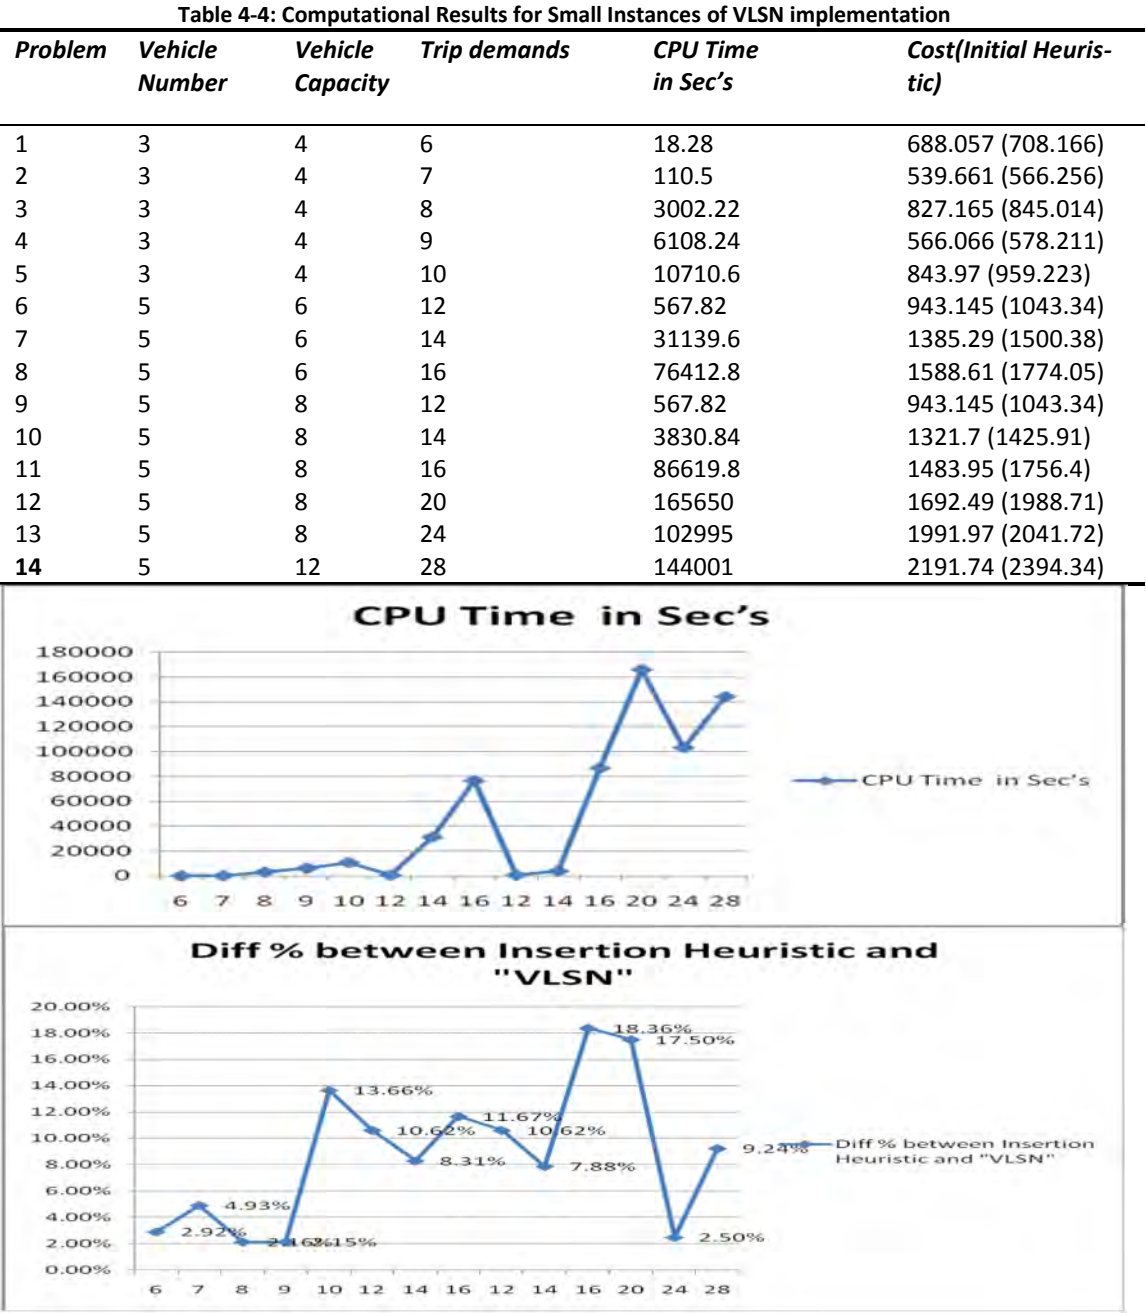 Table 4-4: Computational Results for Small Instances of VLSN implementation
Problem Vehicle Number Vehicle Capacity Trip demands CPU Time in Sec's Cost(Initial Heuris-tic)
1 3 4 6 18.28 688.057 (708.166)
2 3 4 7 110.5 539.661 (566.256)
3 3 4 8 3002.22 827.165 (845.014)
4 3 4 9 6108.24 566.066 (578.211)
5 3 4 10 10710.6 843.97 (959.223)
6 5 6 12 567.82 943.145 (1043.34)
7 5 6 14 31139.6 1385.29 (1500.38)
8 5 6 16 76412.8 1588.61 (1774.05)
9 5 8 12 567.82 943.145 (1043.34)
10 5 8 14 3830.84 1321.7 (1425.91)
11 5 8 16 86619.8 1483.95 (1756.4)
12 5 8 20 165650 1692.49 (1988.71)
13 5 8 24 102995 1991.97 (2041.72)
14 5 12 28 144001 2191.74 (2394.34)
CPU Time in Sec's
180000
160000
140000
120000
100000
80000
60000
40000
20000
0
6 7 8 9 10 12 14 16 12 14 16 20 24 28
CPU Time in Sec's
Diff % between Insertion Heuristic and
"VLSN"
20.00%
18.00%
16.00%
14.00%
12.00%
10.00%
8.00%
6.00%
4.00%
2.00%
0.00%
2.92%
4.93%
2.16%
2.15%
13.66%
10.62%
8.31%
11.67%
10.62%
7.88%
18.36%
17.50%
2.50%
9.24%
6 7 8 9 10 12 14 16 12 14 16 20 24 28
Diff % between Insertion
Heuristic and "VLSN"